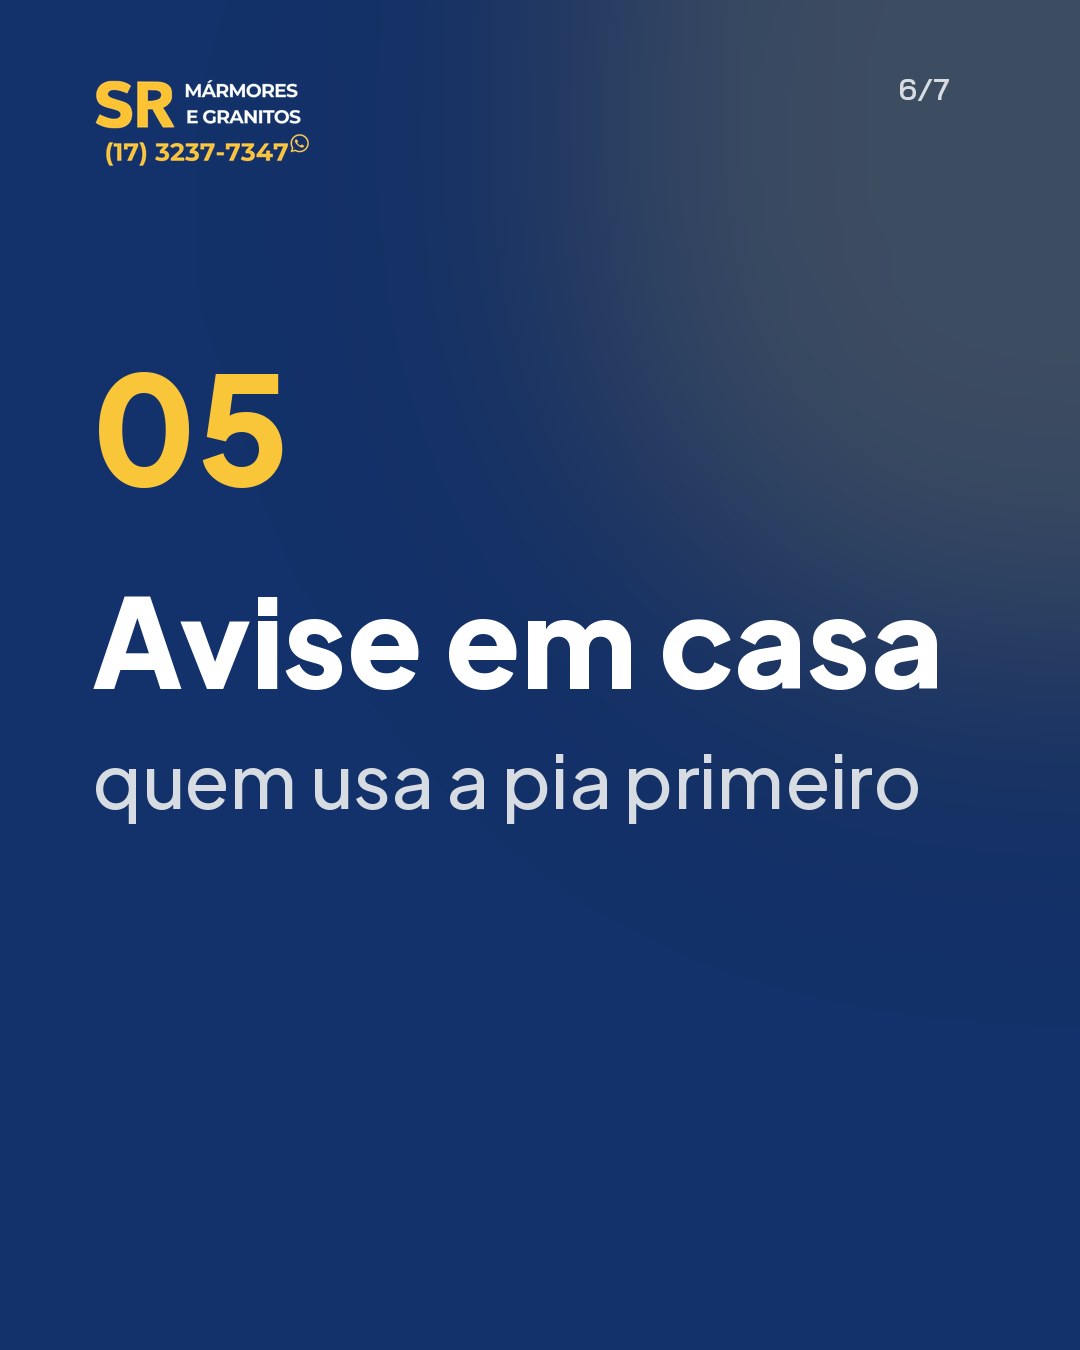 SR MÁRMORES
E GRANITOS
(17) 3237-7347
6/7
05
Avise em casa
quem usa a pia primeiro